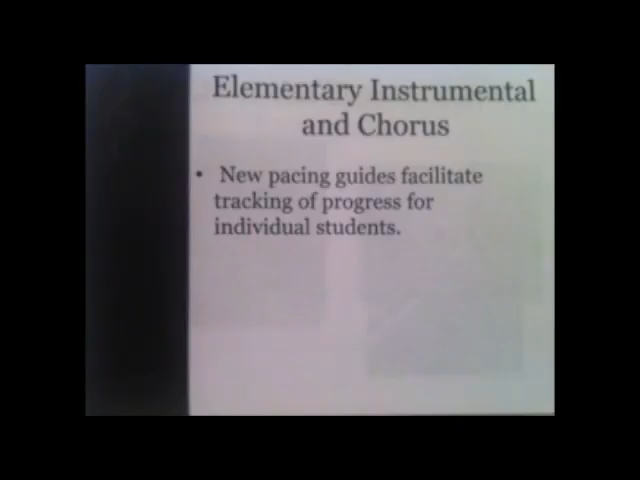 Elementary Instrumental
and Chorus
• New pacing guides facilitate
tracking of progress for
individual students.